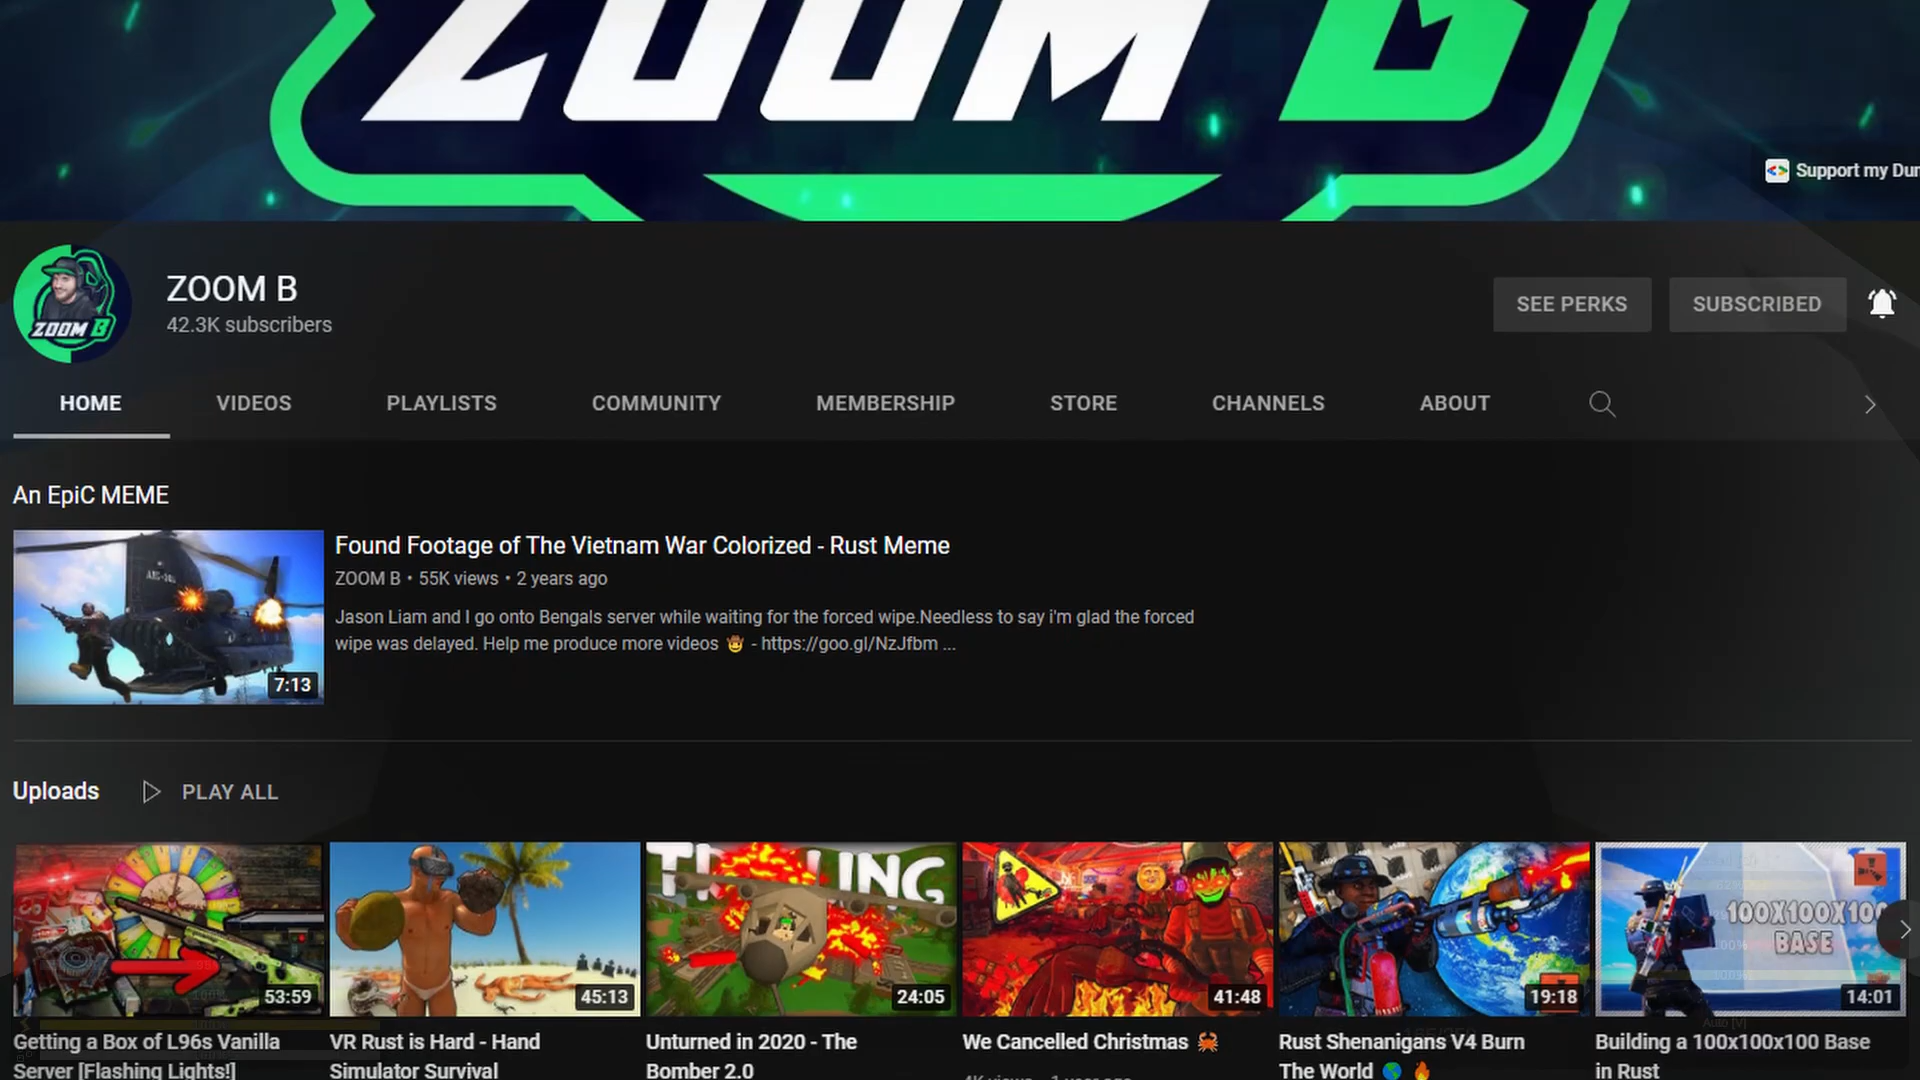 ZOOM B
Support my Dun
ZOOM B
ZOOM B
42.3K subscribers
SEE PERKS
SUBSCRIBED
HOME
VIDEOS
PLAYLISTS
COMMUNITY
MEMBERSHIP
STORE
CHANNELS
ABOUT
An EpiC MEME
7:13
Found Footage of The Vietnam War Colorized - Rust Meme
ZOOM B • 55K views • 2 years ago
Jason Liam and I go onto Bengals server while waiting for the forced wipe.Needless to say i'm glad the forced
wipe was delayed. Help me produce more videos 🤠 - https://goo.gl/NzJfbm ...
Uploads
PLAY ALL
53:59
45:13
24:05
41:48
19:18
100X100X100
BASE
14:01
Getting a Box of L96s Vanilla
Server [Flashing Lights!]
VR Rust is Hard - Hand
Simulator Survival
Unturned in 2020 - The
Bomber 2.0
We Cancelled Christmas 🦀
Rust Shenanigans V4 Burn
The World 🌎 🔥
Building a 100x100x100 Base
in Rust